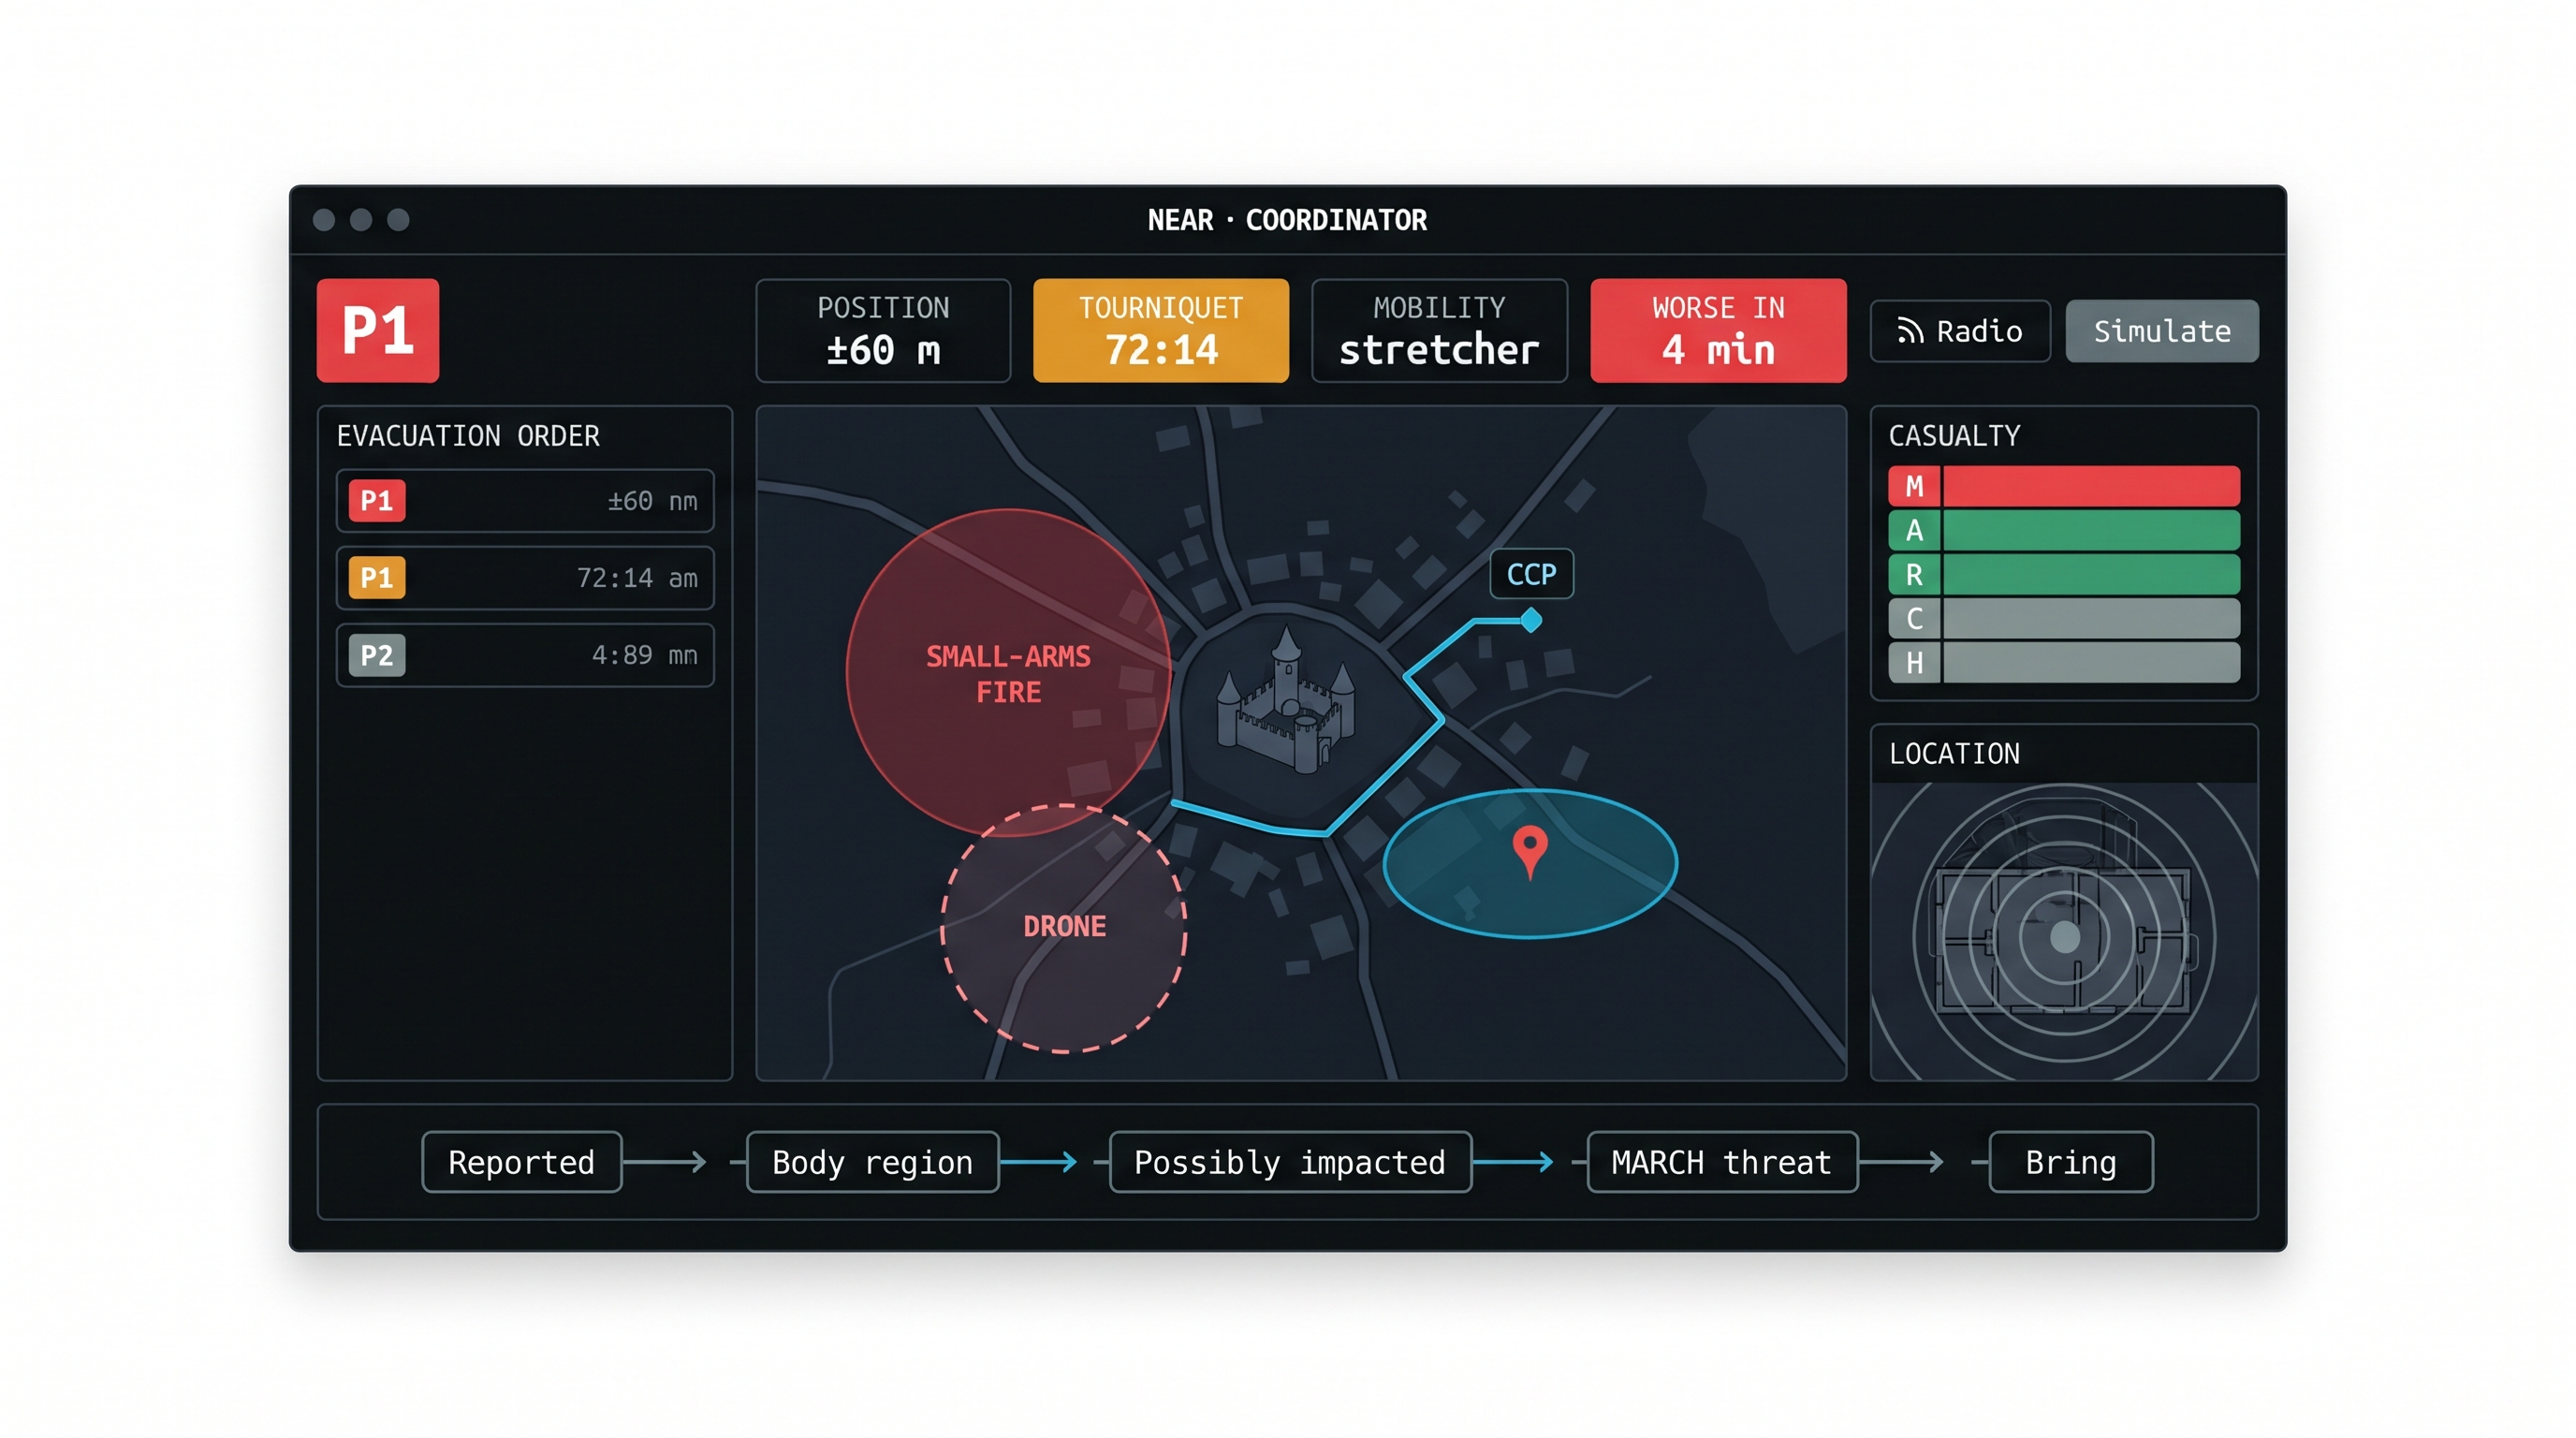 NEAR · COORDINATOR
P1
POSITION
±60 m
TOURNIQUET
72:14
MOBILITY
stretcher
WORSE IN
4 min
Radio
Simulate
EVACUATION ORDER
P1 ±60 nm
P1 72:14 am
P2 4:89 mn
SMALL-ARMS
FIRE
DRONE
CCP
CASUALTY
M
A
R
C
H
LOCATION
Reported
Body region
Possibly impacted
MARCH threat
Bring